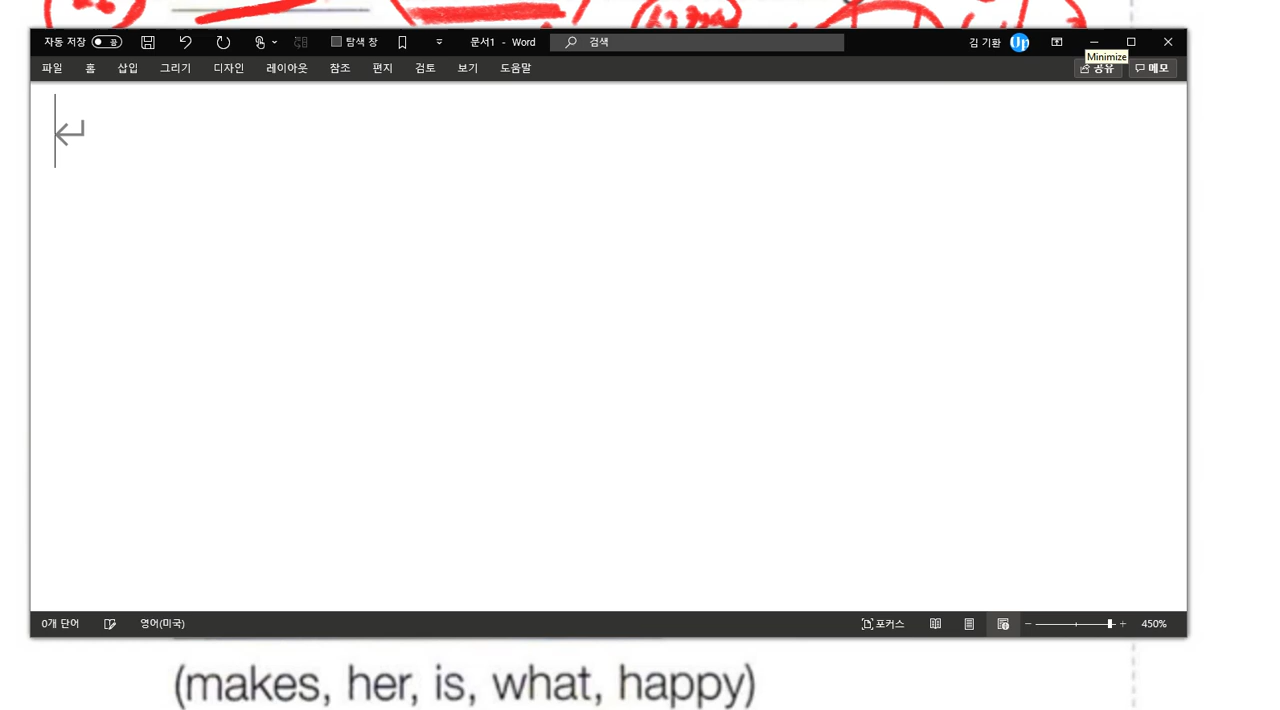 자동 저장 끔 탐색 창 문서1 - Word 검색 김 기환 Up
Minimize
파일 홈 삽입 그리기 디자인 레이아웃 참조 편지 검토 보기 도움말 공유 메모
0개 단어 영어(미국) 포커스 450%
(makes, her, is, what, happy)